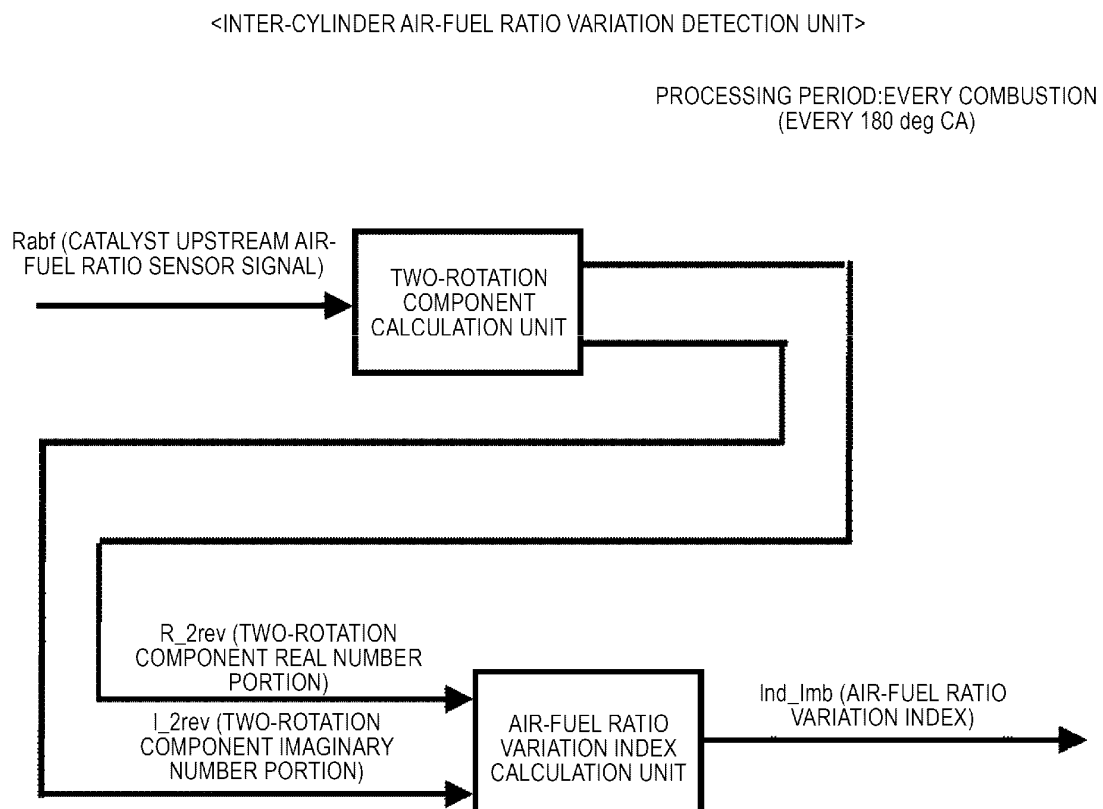 <INTER-CYLINDER AIR-FUEL RATIO VARIATION DETECTION UNIT>
PROCESSING PERIOD:EVERY COMBUSTION
(EVERY 180 deg CA)
Rabf (CATALYST UPSTREAM AIR-
FUEL RATIO SENSOR SIGNAL)
TWO-ROTATION
COMPONENT
CALCULATION UNIT
R_2rev (TWO-ROTATION
COMPONENT REAL NUMBER
PORTION)
I_2rev (TWO-ROTATION
COMPONENT IMAGINARY
NUMBER PORTION)
AIR-FUEL RATIO
VARIATION INDEX
CALCULATION UNIT
Ind_Imb (AIR-FUEL RATIO
VARIATION INDEX)